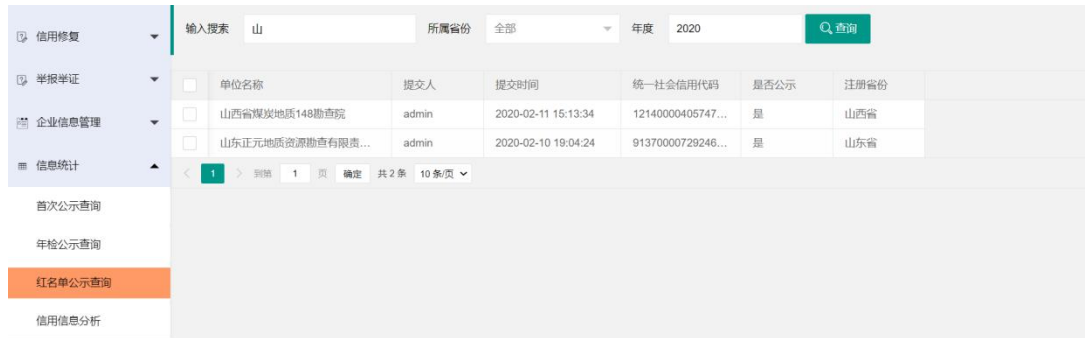 输入搜索 山 所属省份 全部 年度 2020 查询
信用修复
举报举证
企业信息管理
信息统计
首次公示查询
年检公示查询
红名单公示查询
信用信息分析
单位名称 提交人 提交时间 统一社会信用代码 是否公示 注册省份
山西省煤炭地质148勘查院 admin 2020-02-11 15:13:34 12140000405747... 是 山西省
山东正元地质资源勘查有限责... admin 2020-02-10 19:04:24 91370000729246... 是 山东省
1 到第 1 页 确定 共 2 条 10 条/页